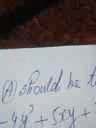 (A) should be
-4y² + 5xy +